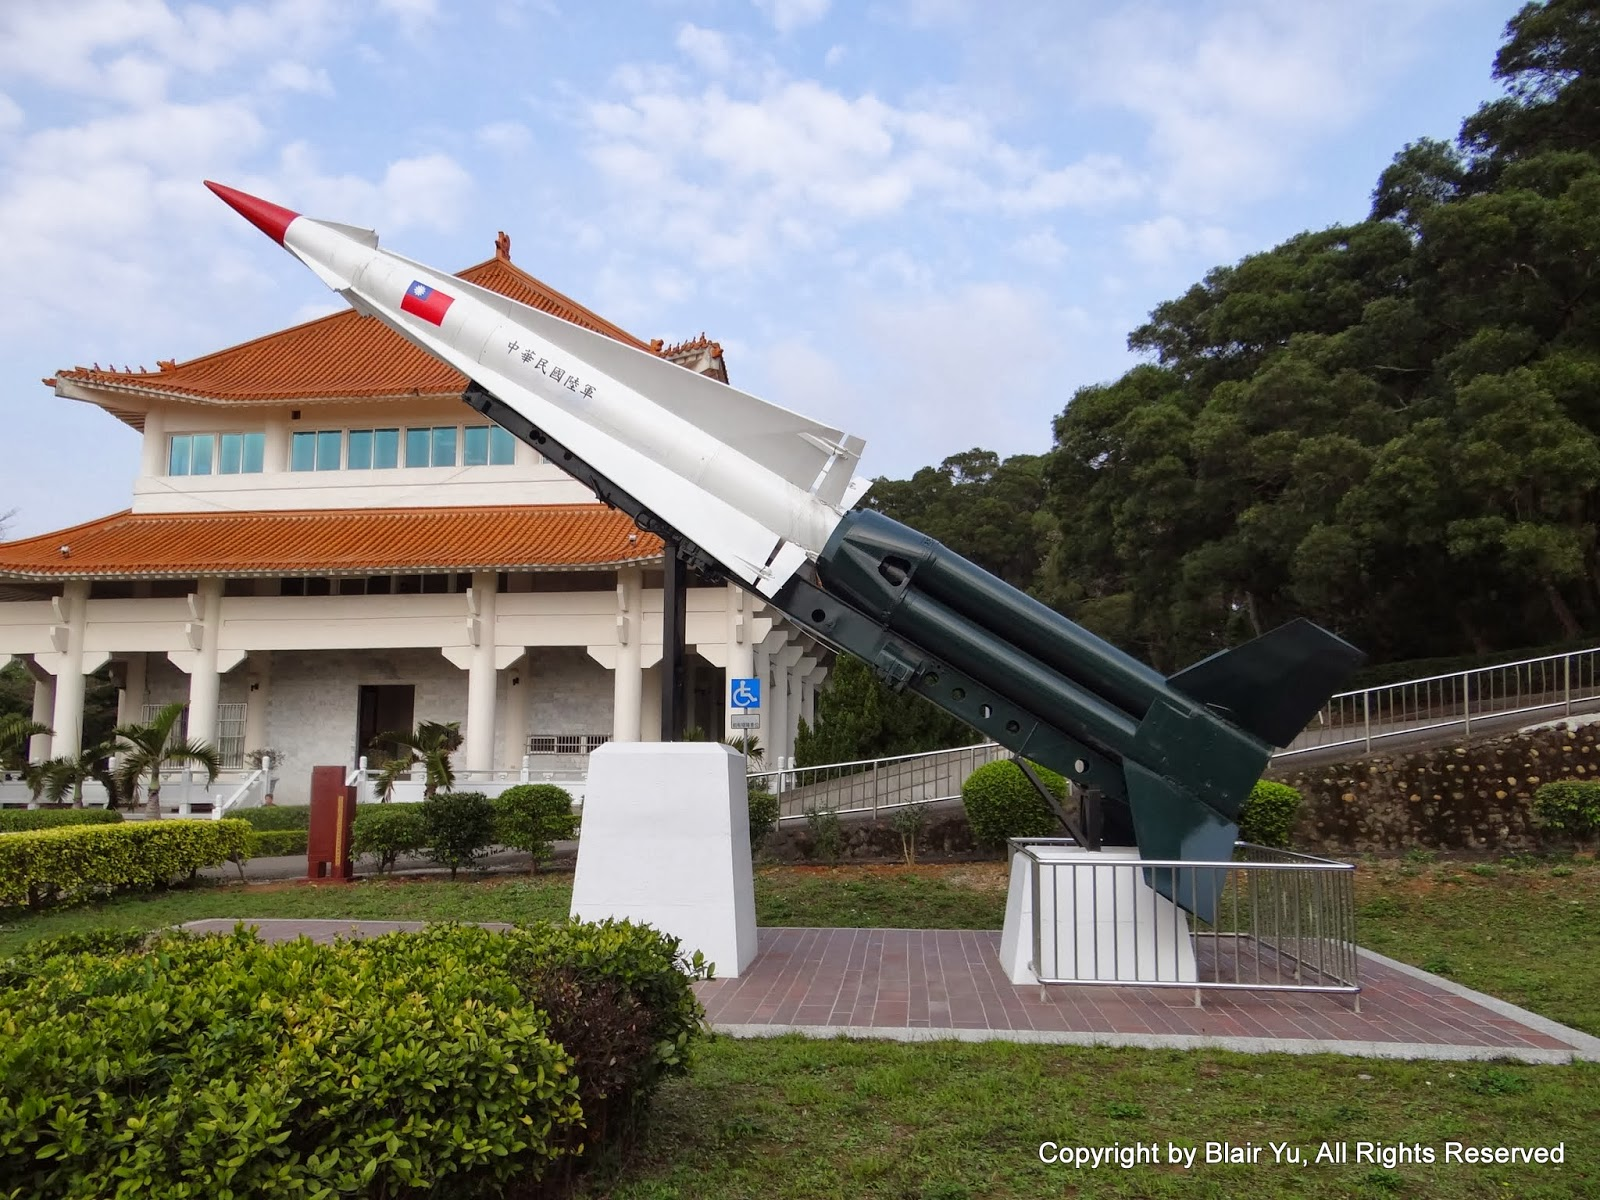 中華民國陸軍
Copyright by Blair Yu, All Rights Reserved